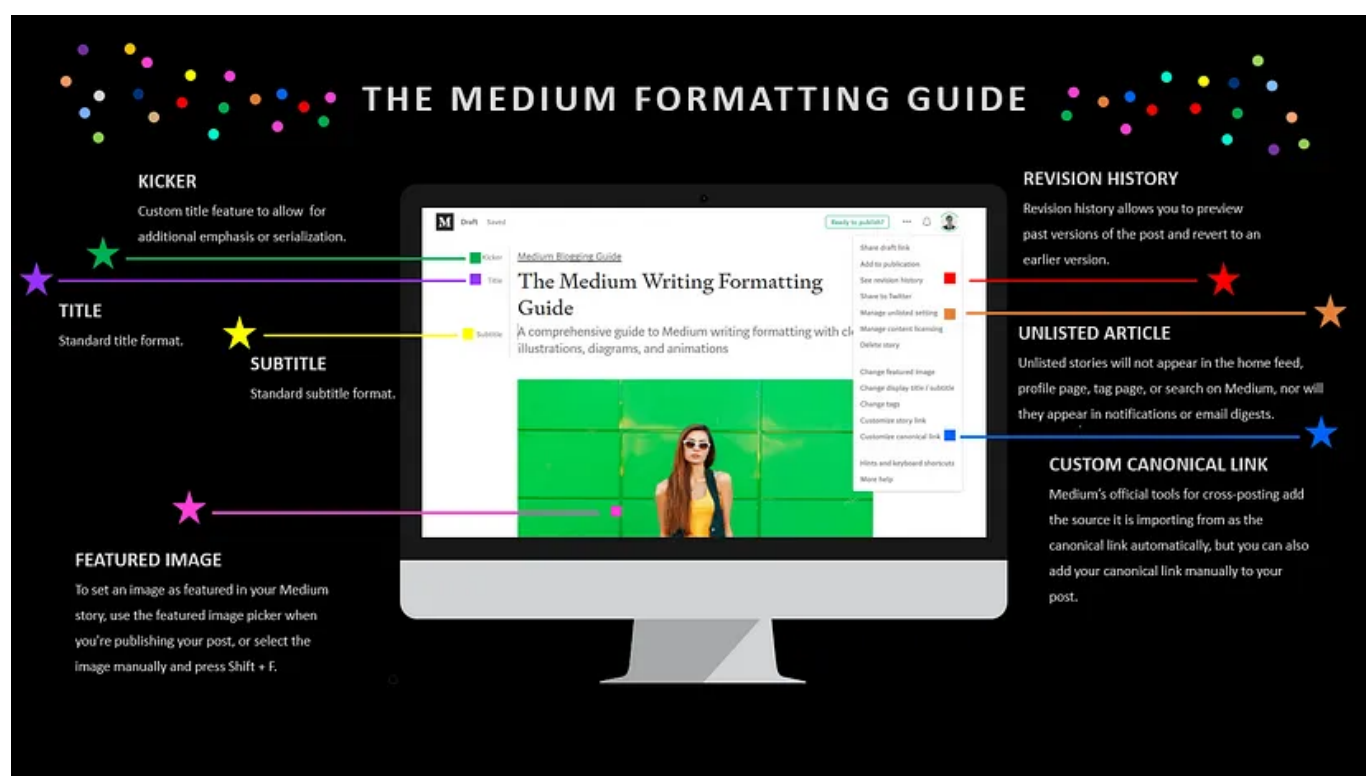 THE MEDIUM FORMATTING GUIDE
KICKER
Custom title feature to allow for
additional emphasis or serialization.
TITLE
Standard title format.
SUBTITLE
Standard subtitle format.
FEATURED IMAGE
To set an image as featured in your Medium
story, use the featured image picker when
you're publishing your post, or select the
image manually and press Shift + F.
M Draft Saved
Ready to publish?
Kicker
Medium Blogging Guide
Title
The Medium Writing Formatting
Guide
Subtitle
A comprehensive guide to Medium writing formatting with
illustrations, diagrams, and animations
Share draft link
Add to publication
See revision history
Share to Twitter
Manage unlisted setting
Manage content licensing
Delete story
Change featured image
Change display title / subtitle
Change tags
Customize story link
Customize canonical link
Hints and keyboard shortcuts
More help
REVISION HISTORY
Revision history allows you to preview
past versions of the post and revert to an
earlier version.
UNLISTED ARTICLE
Unlisted stories will not appear in the home feed,
profile page, tag page, or search on Medium, nor will
they appear in notifications or email digests.
CUSTOM CANONICAL LINK
Medium's official tools for cross-posting add
the source it is importing from as the
canonical link automatically, but you can also
add your canonical link manually to your
post.